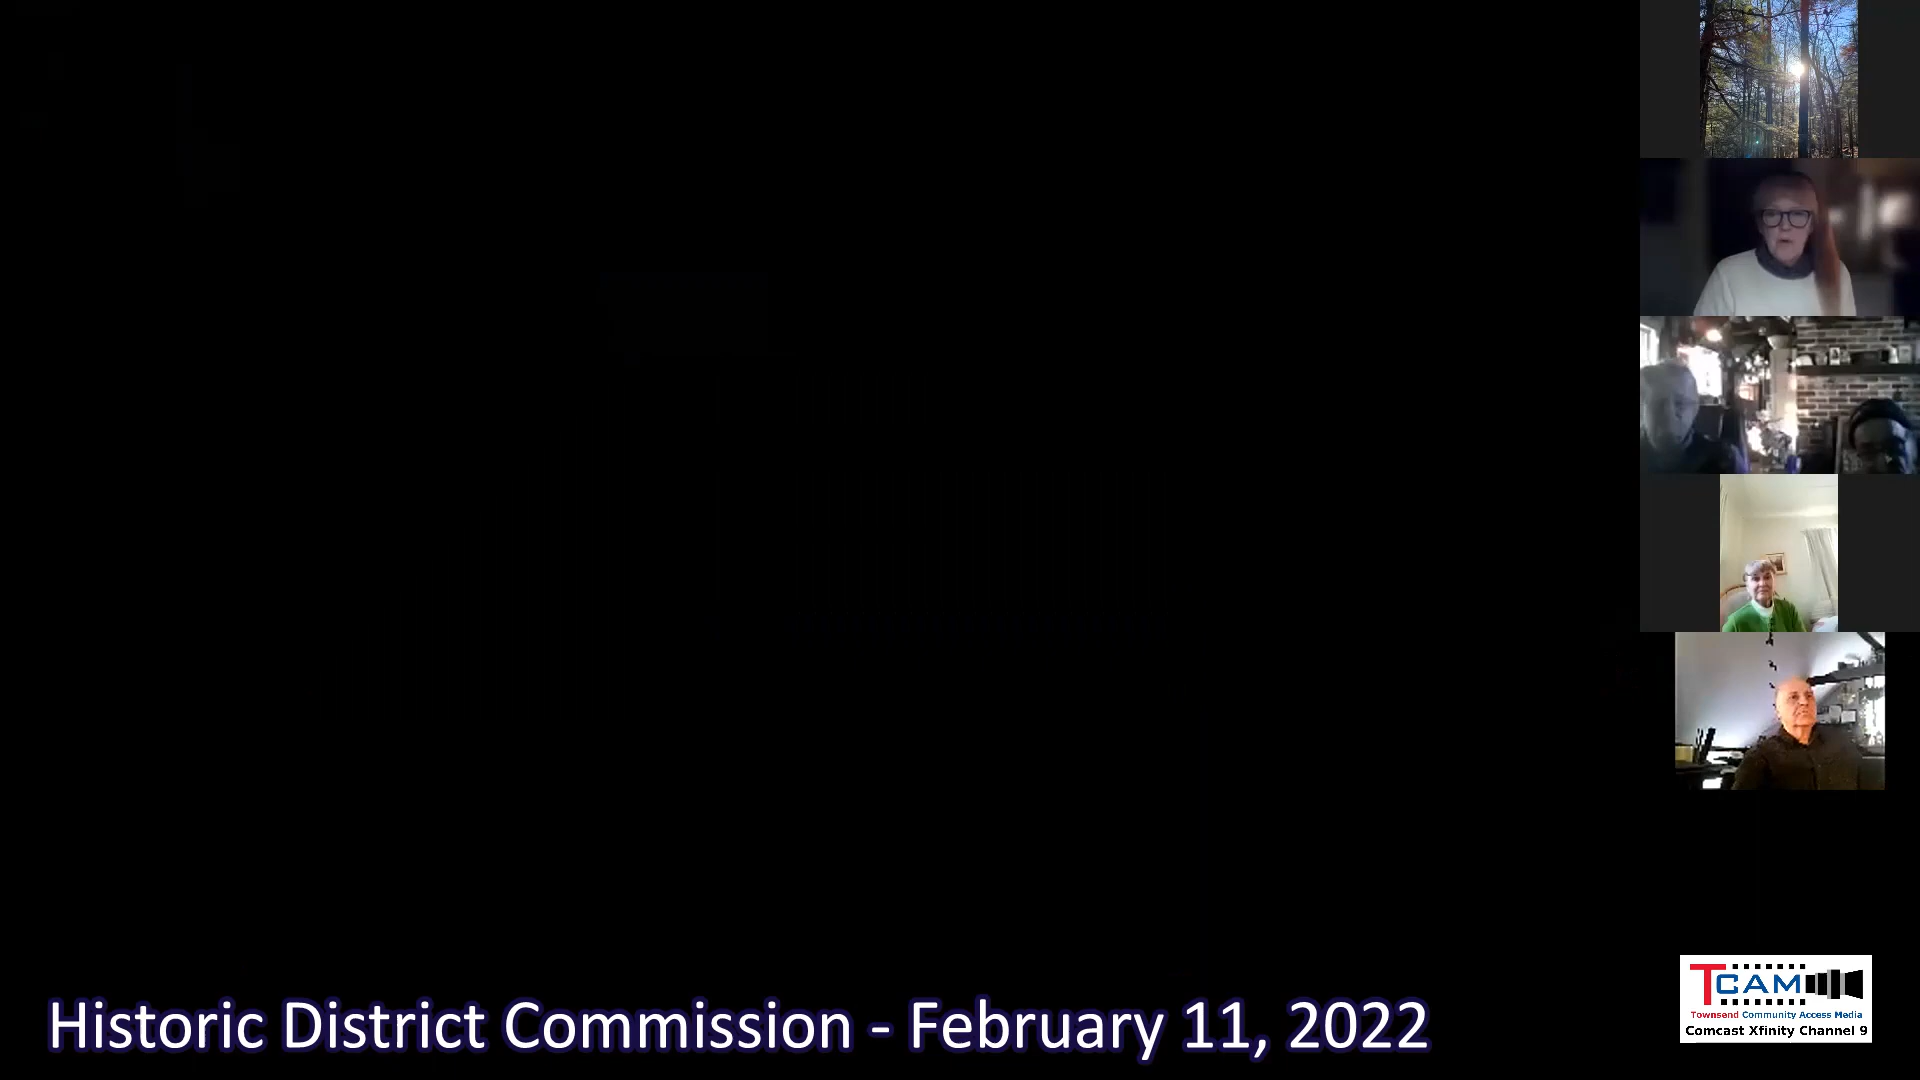 Historic District Commission - February 11, 2022
TCAM
Townsend Community Access Media
Comcast Xfinity Channel 9